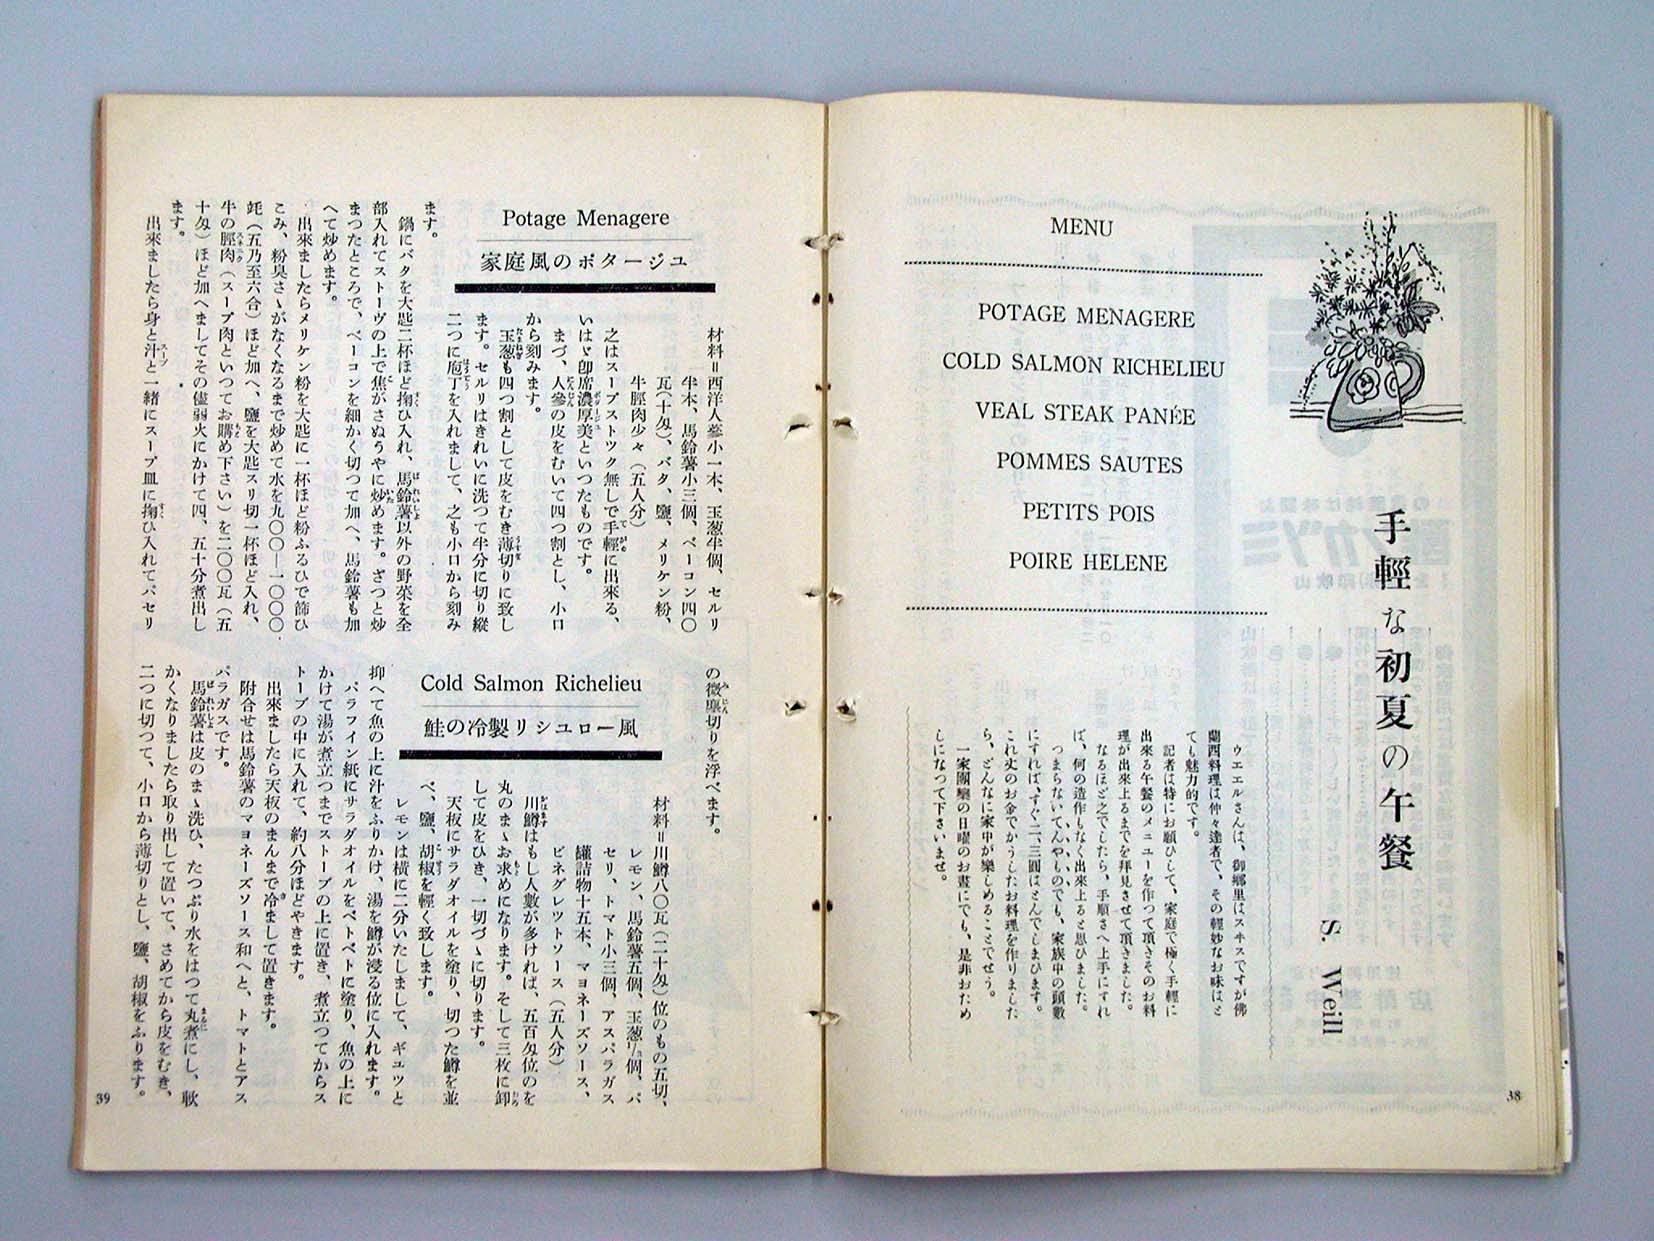 手輕な初夏の午餐
S. Weill
MENU
POTAGE MENAGERE
COLD SALMON RICHELIEU
VEAL STEAK PANÉE
POMMES SAUTES
PETITS POIS
POIRE HELENE
ウエエルさんは、御郷里はスヰスですが佛
蘭西料理は仲々達者で、その輕妙なお味はと
ても魅力的です。
記者は特にお願ひして、家庭で極く手輕に
出來る午餐のメニユーを作つて頂きそのお料
理が出來上るまでを拜見させて頂きました。
なるほど之でしたら、手順さへ上手にすれ
ば、何の造作もなく出來上ると思ひました。
つまらないてんやものでも、家族中の頭數
にすれば、すぐ二、三圓はとんでしまひます。
これ丈のお金でかうしたお料理を作りました
ら、どんなに家中が樂しめることでせう。
一家團欒の日曜のお晝にでも、是非おため
しになつて下さいませ。
38
Potage Menagere
家庭風のポタージユ
材料=西洋人參小一本、玉葱半個、セルリ
半本、馬鈴薯小三個、ベーコン四〇
瓦(十匁)、バタ、鹽、メリケン粉、
牛脛肉少々(五人分)
之はスープストツク無しで手輕に出來る、
いはゞ卽席濃厚羮といつたものです。
まづ、人參の皮をむいて四つ割とし、小口
から刻みます。
玉葱も四つ割として皮をむき薄切りに致し
ます。セルリはきれいに洗つて半分に切り縱
二つに庖丁を入れまして、之も小口から刻み
ます。
鍋にバタを大匙二杯ほど掬ひ入れ、馬鈴薯以外の野菜を全
部入れてストーヴの上で焦がさぬうやに炒めます。ざつと炒
まつたところで、ベーコンを細かく切つて加へ、馬鈴薯も加
へて炒めます。
出來ましたらメリケン粉を大匙に一杯ほど粉ふるひで篩ひ
こみ、粉臭さゝがなくなるまで炒めて水を九〇〇―一〇〇〇
竓(五乃至六合)ほど加へ、鹽を大匙スリ切一杯ほど入れ、
牛の脛肉(スープ肉といつてお購め下さい)を二〇〇瓦(五
十匁)ほど加へましてその儘弱火にかけて四、五十分煮出し
ます。
出來ましたら身と汁と一緒にスープ皿に掬ひ入れてパセリ
の微塵切りを浮べます。
Cold Salmon Richelieu
鮭の冷製リシユロー風
材料=川鱒八〇瓦(二十匁)位のもの五切、
レモン、馬鈴薯五個、玉葱½個、パ
セリ、トマト小三個、アスパラガス
罐詰物十五本、マヨネーズソース、
ビネグレツトソース(五人分)
川鱒はもし人數が多ければ、五百匁位のを
丸のまゝお求めになります。そして三枚に卸
して皮をひき、一切づゝに切ります。
天板にサラダオイルを塗り、切つた鱒を並
べ、鹽、胡椒を輕く致します。
レモンは橫に二分いたしまして、ギユツと
抑へて魚の上に汁をふりかけ、湯を鱒が浸る位に入れます。
パラフイン紙にサラダオイルをベトベトに塗り、魚の上に
かけて湯が煮立つまでストーブの上に置き、煮立つてからス
トーブの中に入れて、約八分ほどやきます。
出來ましたら天板のまんまで冷まして置きます。
附合せは馬鈴薯のマヨネーズソース和へと、トマトとアス
パラガスです。
馬鈴薯は皮のまゝ洗ひ、たつぷり水をはつて丸煮にし、軟
かくなりましたら取り出して置いて、さめてから皮をむき、
二つに切つて、小口から薄切りとし、鹽、胡椒をふります。
39